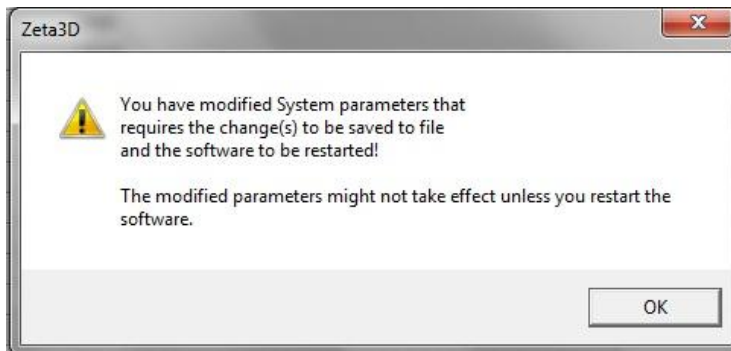 Zeta3D
You have modified System parameters that
requires the change(s) to be saved to file
and the software to be restarted!
The modified parameters might not take effect unless you restart the
software.
OK